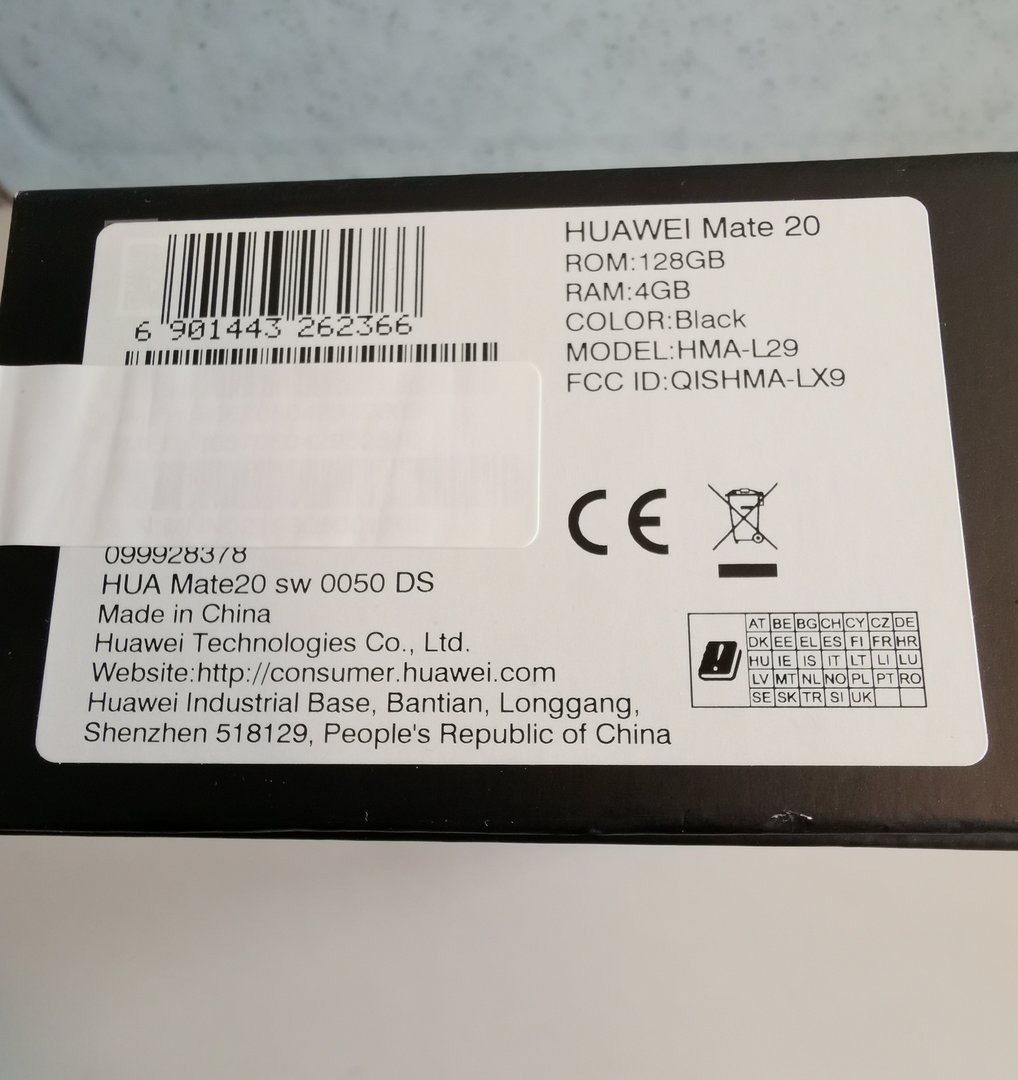 6 901443 262366
099928378
HUA Mate20 sw 0050 DS
Made in China
Huawei Technologies Co., Ltd.
Website:http://consumer.huawei.com
Huawei Industrial Base, Bantian, Longgang,
Shenzhen 518129, People's Republic of China
HUAWEI Mate 20
ROM:128GB
RAM:4GB
COLOR:Black
MODEL:HMA-L29
FCC ID:QISHMA-LX9
CE
AT BE BG CH CY CZ DE
DK EE EL ES FI FR HR
HU IE IS IT LT LI LU
LV MT NL NO PL PT RO
SE SK TR SI UK